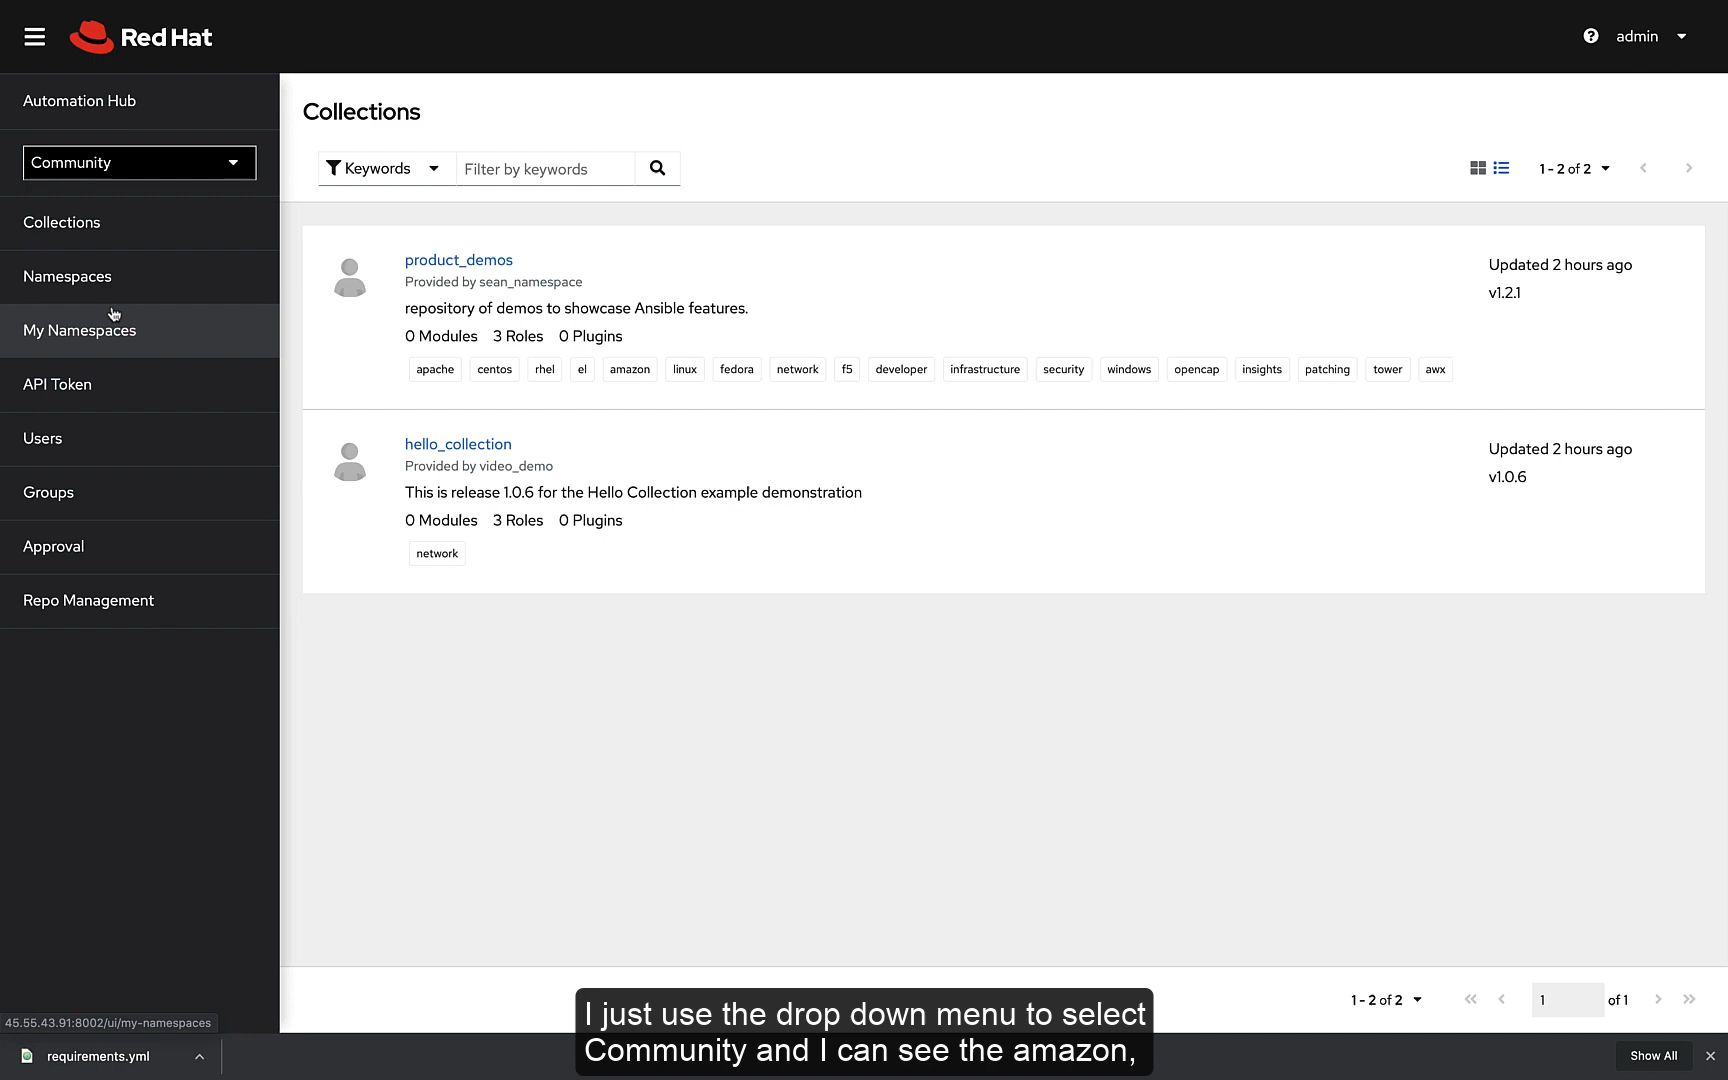 Red Hat
admin
Automation Hub
Community
Collections
Namespaces
My Namespaces
API Token
Users
Groups
Approval
Repo Management
Collections
Keywords
Filter by keywords
1 - 2 of 2
product_demos
Provided by sean_namespace
repository of demos to showcase Ansible features.
0 Modules 3 Roles 0 Plugins
apache centos rhel el amazon linux fedora network f5 developer infrastructure security windows opencap insights patching tower awx
Updated 2 hours ago
v1.2.1
hello_collection
Provided by video_demo
This is release 1.0.6 for the Hello Collection example demonstration
0 Modules 3 Roles 0 Plugins
network
Updated 2 hours ago
v1.0.6
1 - 2 of 2
1 of 1
I just use the drop down menu to select
Community and I can see the amazon,
45.55.43.91:8002/ui/my-namespaces
requirements.yml
Show All